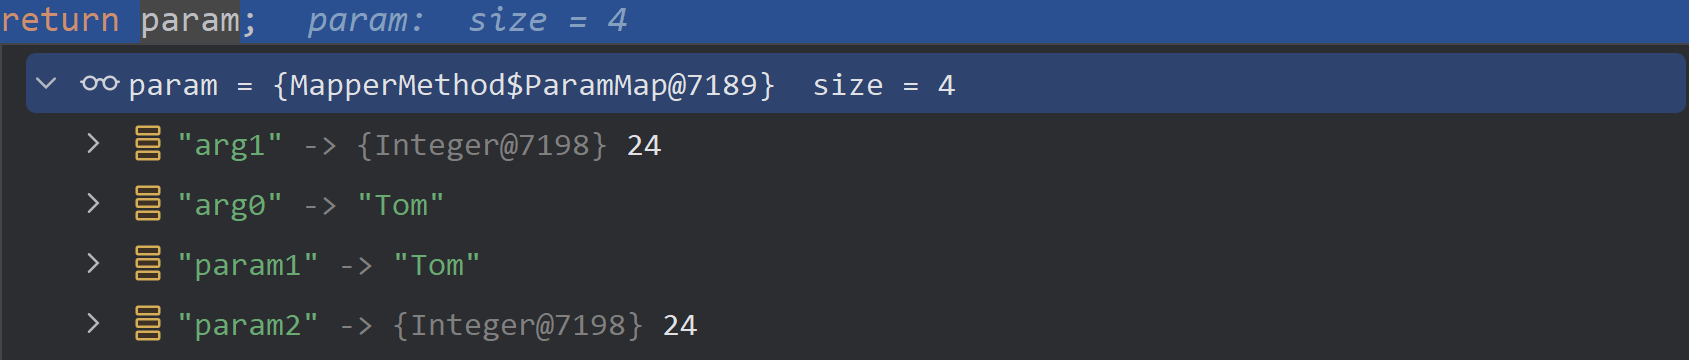 return param;   param:  size = 4
param = {MapperMethod$ParamMap@7189}  size = 4
"arg1" -> {Integer@7198} 24
"arg0" -> "Tom"
"param1" -> "Tom"
"param2" -> {Integer@7198} 24